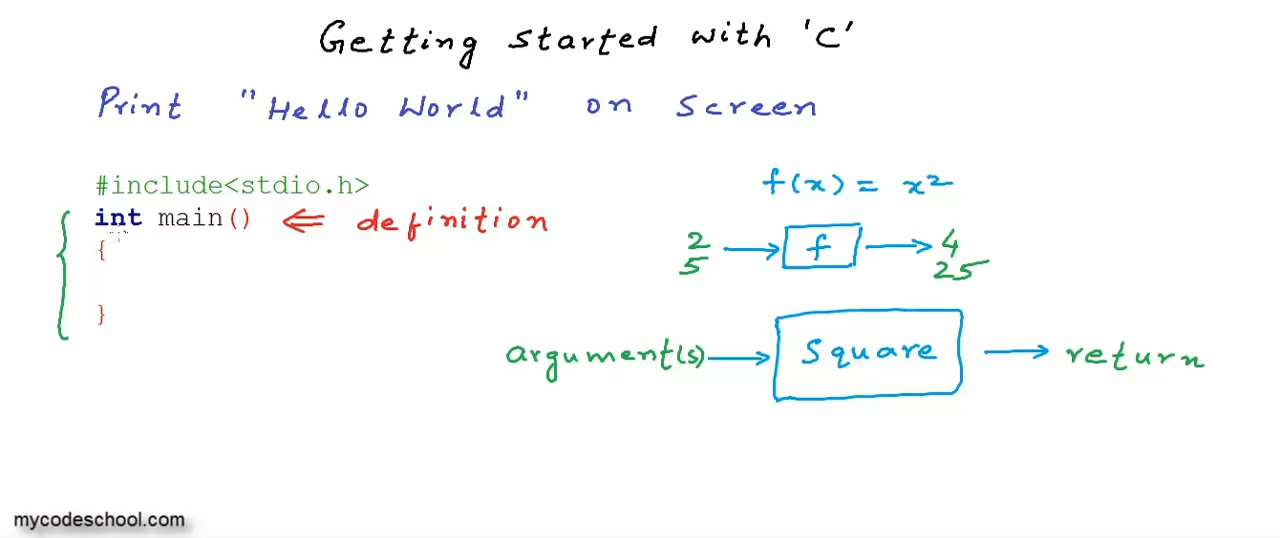 Getting started with 'C'
Print "Hello World" on Screen
#include<stdio.h>
int main() ⇐ definition
{
}
f(x) = x²
2 → f → 4
5 25
argument(s) → Square → return
mycodeschool.com